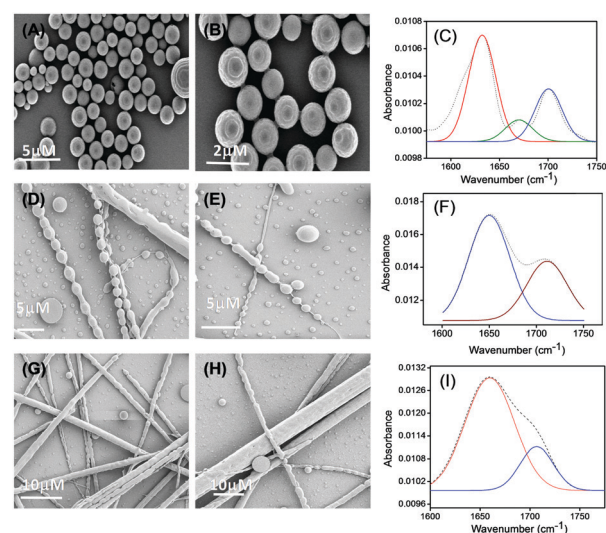 (A)
5μM
(B)
2μM
(C)
Absorbance
0.0108
0.0106
0.0104
0.0102
0.0100
0.0098
1600 1650 1700 1750
Wavenumber (cm-1)
(D)
5μM
(E)
5μM
(F)
Absorbance
0.018
0.016
0.014
0.012
1600 1650 1700 1750
Wavenumber (cm-1)
(G)
10μM
(H)
10μM
(I)
Absorbance
0.0132
0.0126
0.0120
0.0114
0.0108
0.0102
0.0096
1600 1650 1700 1750
Wavenumber (cm-1)